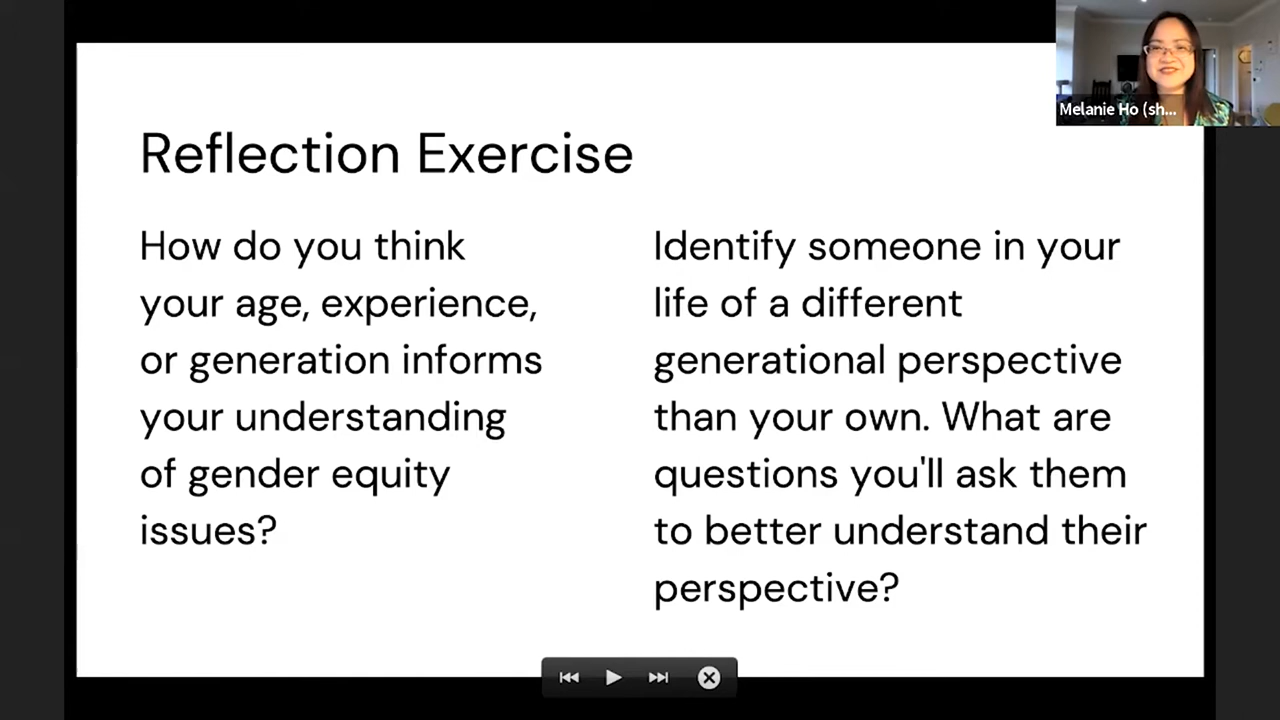 Melanie Ho (sh...
Reflection Exercise
How do you think
your age, experience,
or generation informs
your understanding
of gender equity
issues?
Identify someone in your
life of a different
generational perspective
than your own. What are
questions you'll ask them
to better understand their
perspective?